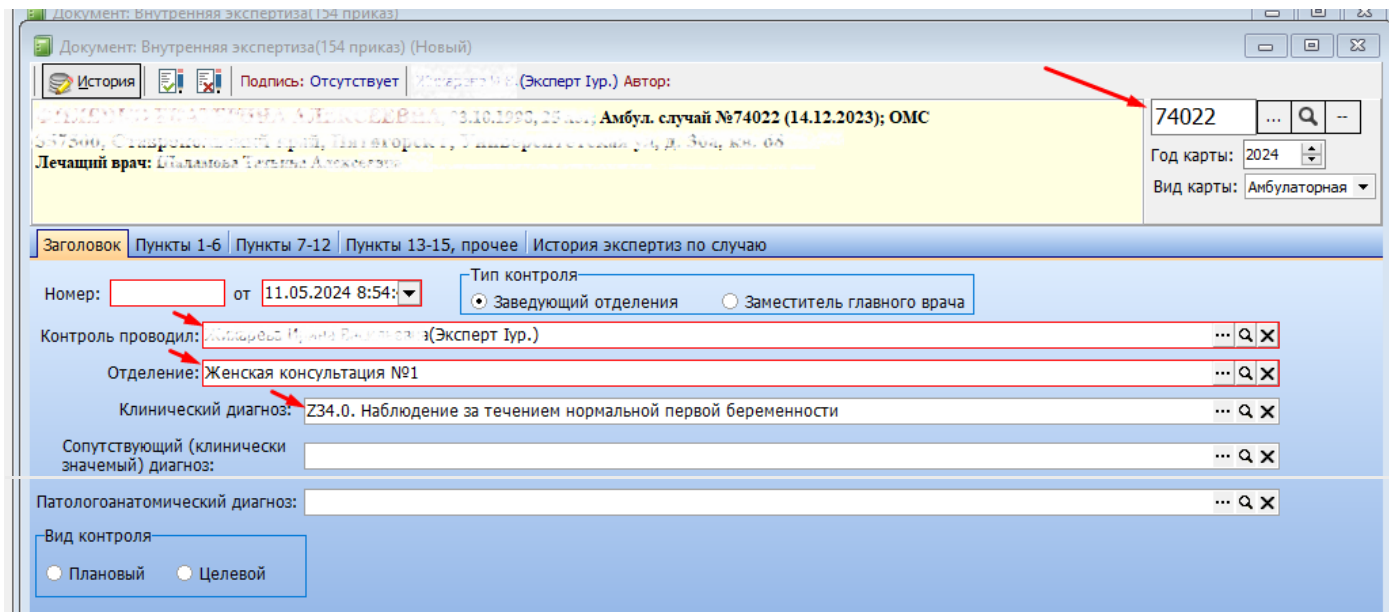 Документ: Внутренняя экспертиза(154 приказ)
Документ: Внутренняя экспертиза(154 приказ) (Новый)
История Подпись: Отсутствует (Эксперт Iур.) Автор:
Амбул. случай №74022 (14.12.2023); ОМС
74022 ... --
Лечащий врач:
Год карты: 2024
Вид карты: Амбулаторная
Заголовок Пункты 1-6 Пункты 7-12 Пункты 13-15, прочее История экспертиз по случаю
Тип контроля
Номер: от 11.05.2024 8:54:
Заведующий отделения Заместитель главного врача
Контроль проводил: (Эксперт Iур.) ...
Отделение: Женская консультация №1 ...
Клинический диагноз: Z34.0. Наблюдение за течением нормальной первой беременности ...
Сопутствующий (клинически
значемый) диагноз: ...
Патологоанатомический диагноз: ...
Вид контроля
Плановый Целевой